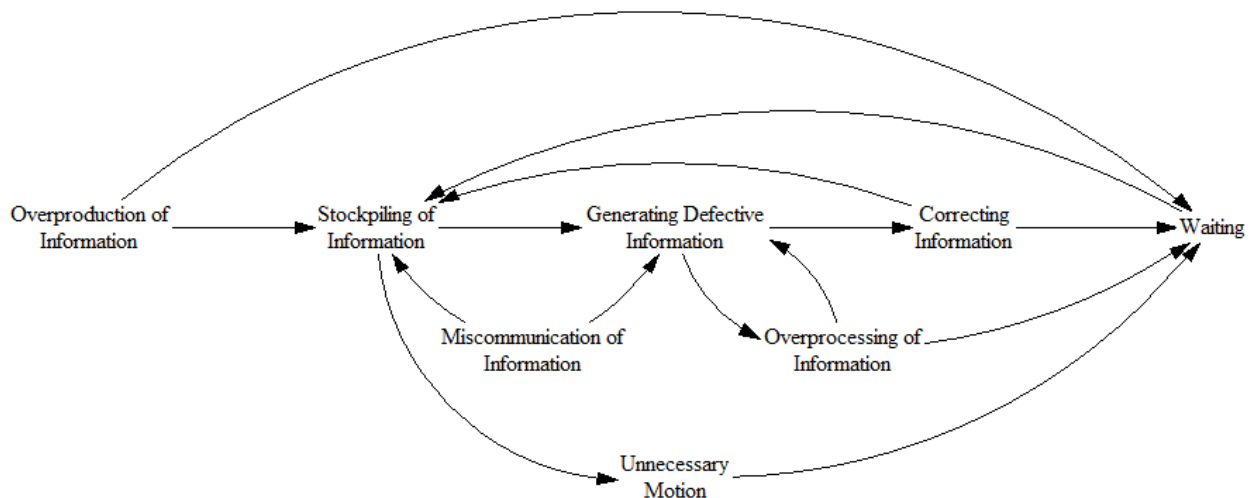 Overproduction of
Information
Stockpiling of
Information
Generating Defective
Information
Correcting
Information
Waiting
Miscommunication of
Information
Overprocessing of
Information
Unnecessary
Motion